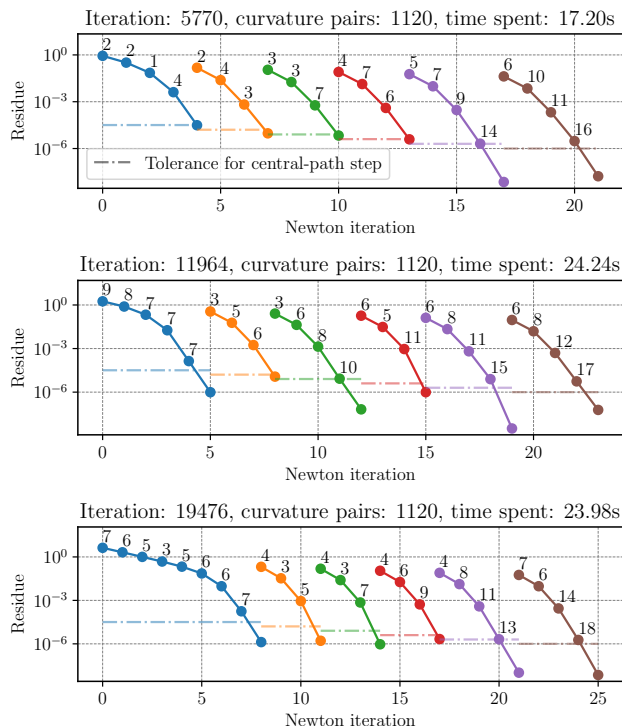 Iteration: 5770, curvature pairs: 1120, time spent: 17.20s
2 2 1 4 2 4 3 3 3 7 4 7 6 5 7 9 14 6 10 11 16
Residue
10^0
10^{-3}
10^{-6}
Tolerance for central-path step
0 5 10 15 20
Newton iteration
Iteration: 11964, curvature pairs: 1120, time spent: 24.24s
9 8 7 7 7 3 5 6 3 6 8 10 6 5 11 6 8 11 15 6 8 12 17
Residue
10^0
10^{-3}
10^{-6}
0 5 10 15 20
Newton iteration
Iteration: 19476, curvature pairs: 1120, time spent: 23.98s
7 6 5 3 5 6 6 7 4 3 5 4 3 7 4 6 9 4 8 11 13 7 6 14 18
Residue
10^0
10^{-3}
10^{-6}
0 5 10 15 20 25
Newton iteration